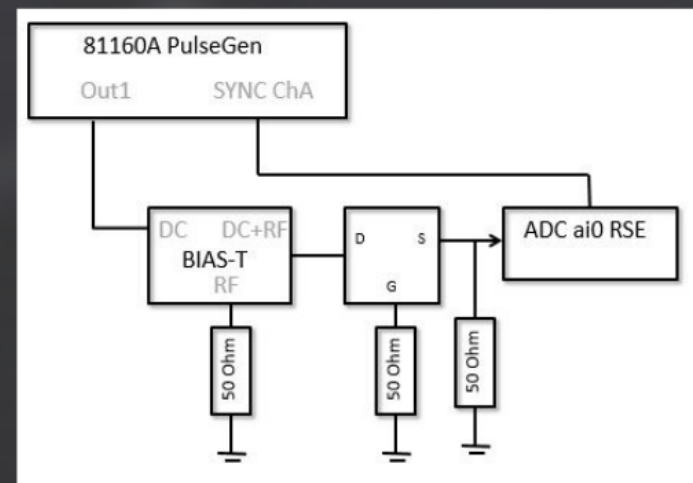 81160A PulseGen
Out1 SYNC ChA
DC DC+RF
BIAS-T
RF
D S
G
ADC ai0 RSE
50 Ohm
50 Ohm
50 Ohm